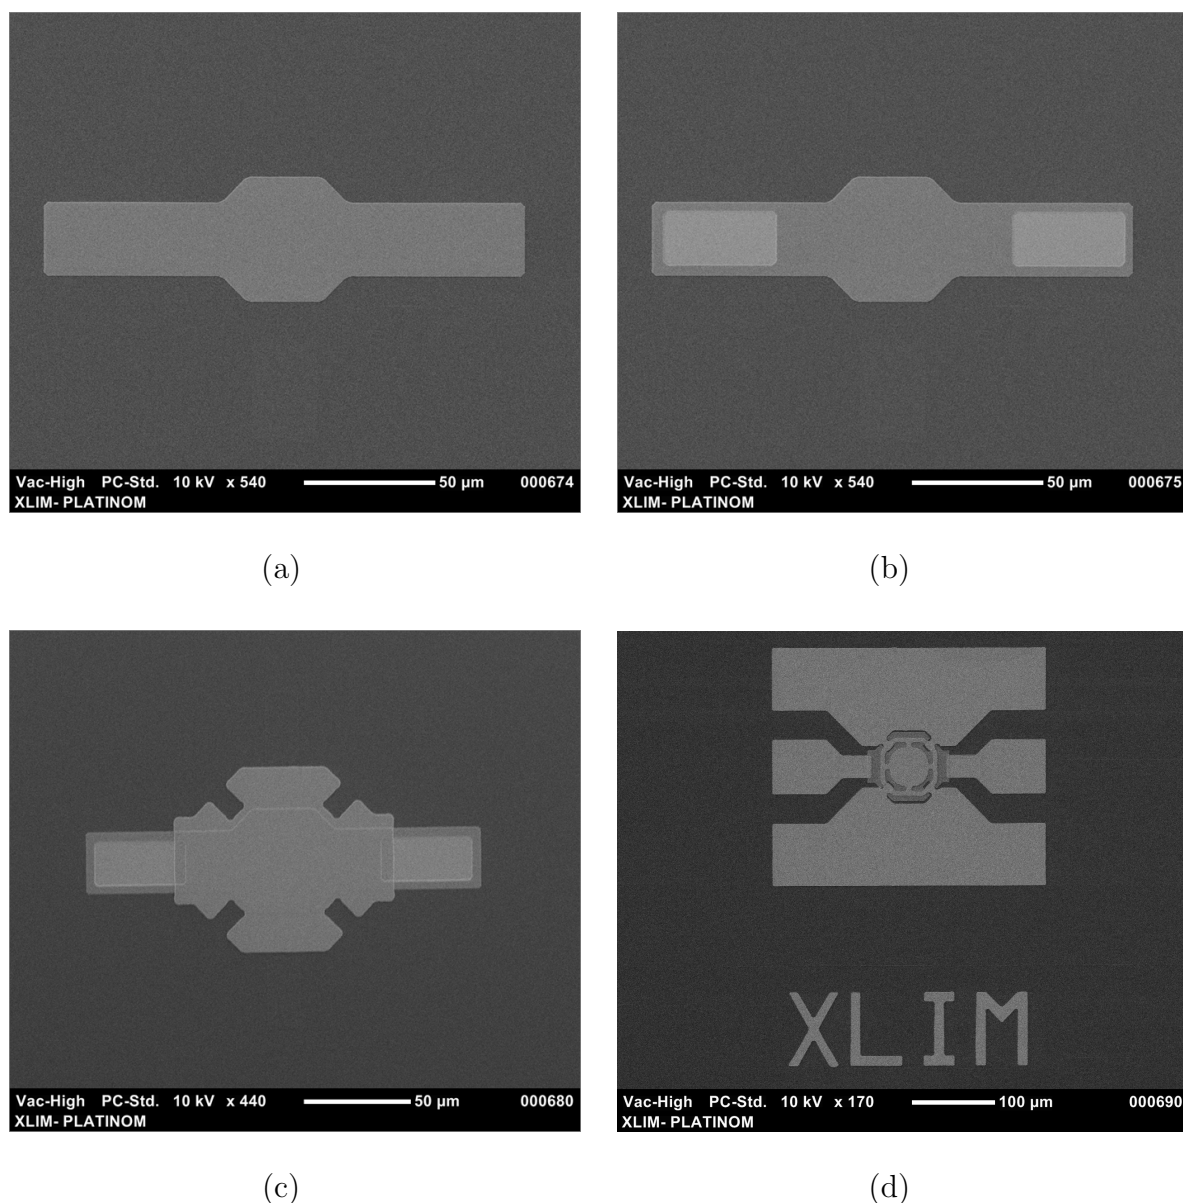 Vac-High PC-Std. 10 kV x 540 50 µm 000674
XLIM- PLATINOM
(a)
Vac-High PC-Std. 10 kV x 540 50 µm 000675
XLIM- PLATINOM
(b)
Vac-High PC-Std. 10 kV x 440 50 µm 000680
XLIM- PLATINOM
(c)
XLIM
Vac-High PC-Std. 10 kV x 170 100 µm 000690
XLIM- PLATINOM
(d)